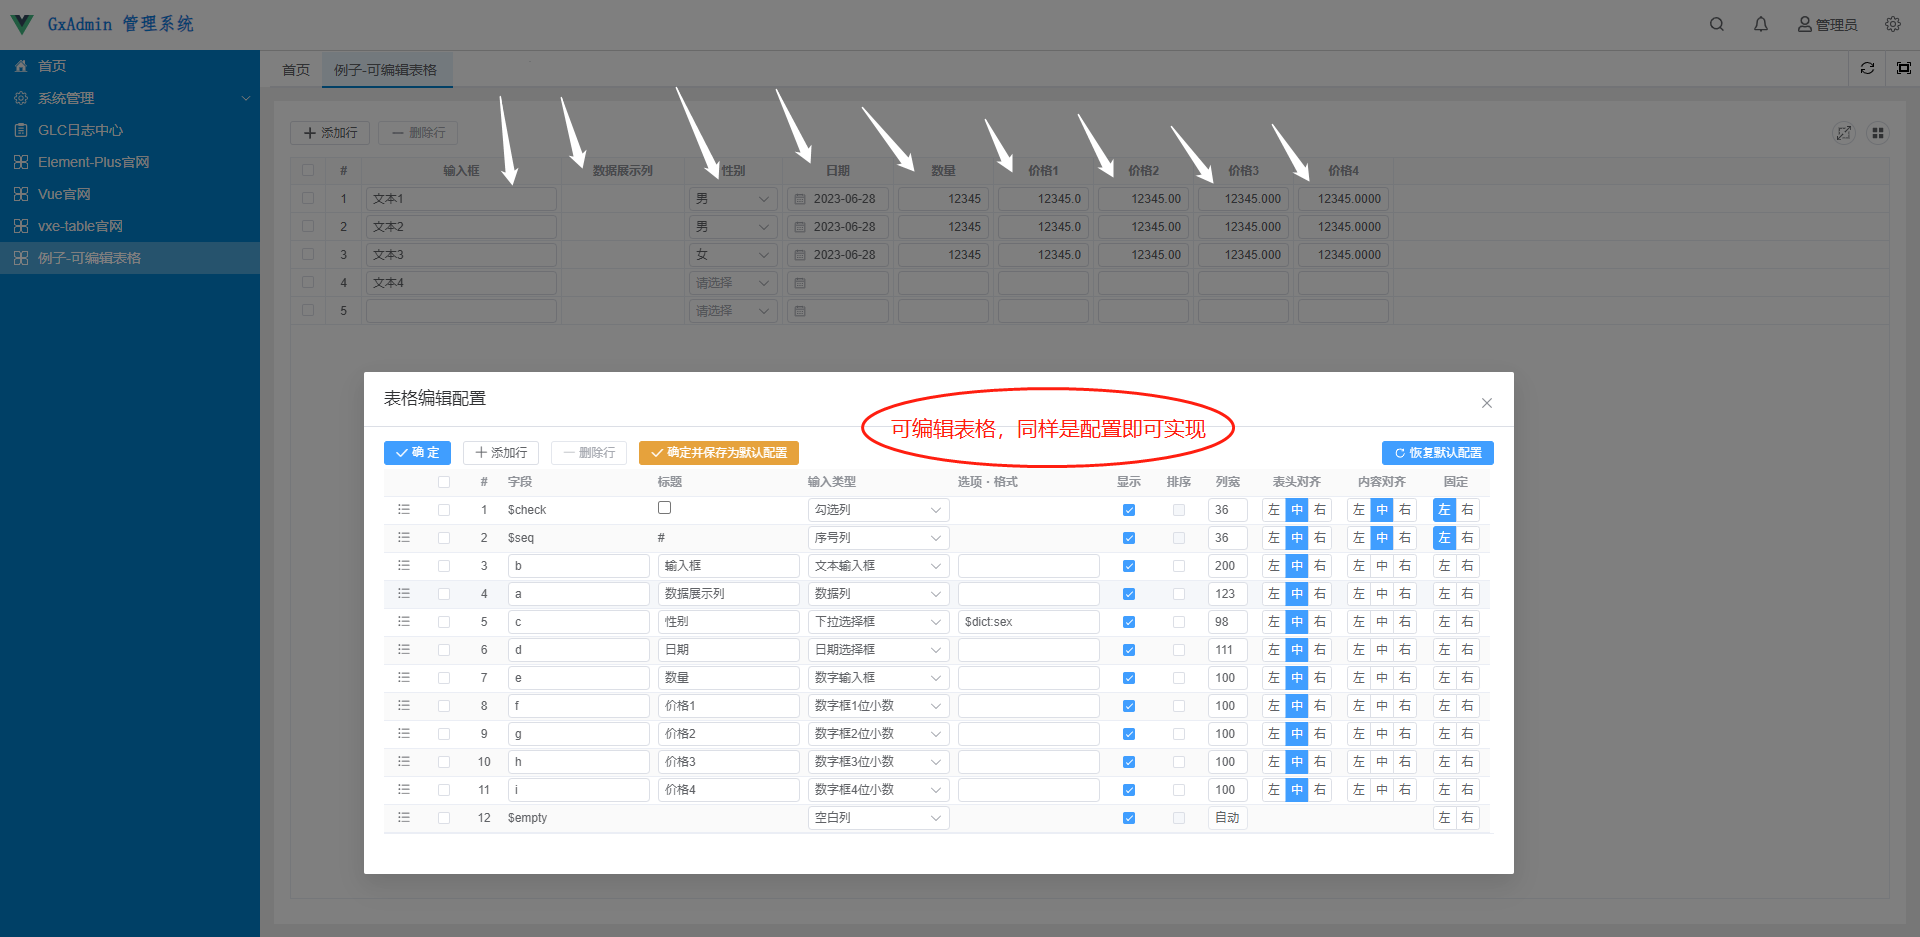 GxAdmin 管理系统
管理员
首页
系统管理
GLC日志中心
Element-Plus官网
Vue官网
vxe-table官网
例子-可编辑表格
首页 例子-可编辑表格
添加行 删除行
# 输入框 数据展示列 性别 日期 数量 价格1 价格2 价格3 价格4
1 文本1 男 2023-06-28 12345 12345.0 12345.00 12345.000 12345.0000
2 文本2 男 2023-06-28 12345 12345.0 12345.00 12345.000 12345.0000
3 文本3 女 2023-06-28 12345 12345.0 12345.00 12345.000 12345.0000
4 文本4 请选择
5 请选择
表格编辑配置
可编辑表格，同样是配置即可实现
确 定 添加行 删除行 确定并保存为默认配置 恢复默认配置
# 字段 标题 输入类型 选项·格式 显示 排序 列宽 表头对齐 内容对齐 固定
1 $check 勾选列 36 左 中 右 左 中 右 左 右
2 $seq # 序号列 36 左 中 右 左 中 右 左 右
3 b 输入框 文本输入框 200 左 中 右 左 中 右 左 右
4 a 数据展示列 数据列 123 左 中 右 左 中 右 左 右
5 c 性别 下拉选择框 $dict:sex 98 左 中 右 左 中 右 左 右
6 d 日期 日期选择框 111 左 中 右 左 中 右 左 右
7 e 数量 数字输入框 100 左 中 右 左 中 右 左 右
8 f 价格1 数字框1位小数 100 左 中 右 左 中 右 左 右
9 g 价格2 数字框2位小数 100 左 中 右 左 中 右 左 右
10 h 价格3 数字框3位小数 100 左 中 右 左 中 右 左 右
11 i 价格4 数字框4位小数 100 左 中 右 左 中 右 左 右
12 $empty 空白列 自动 左 右